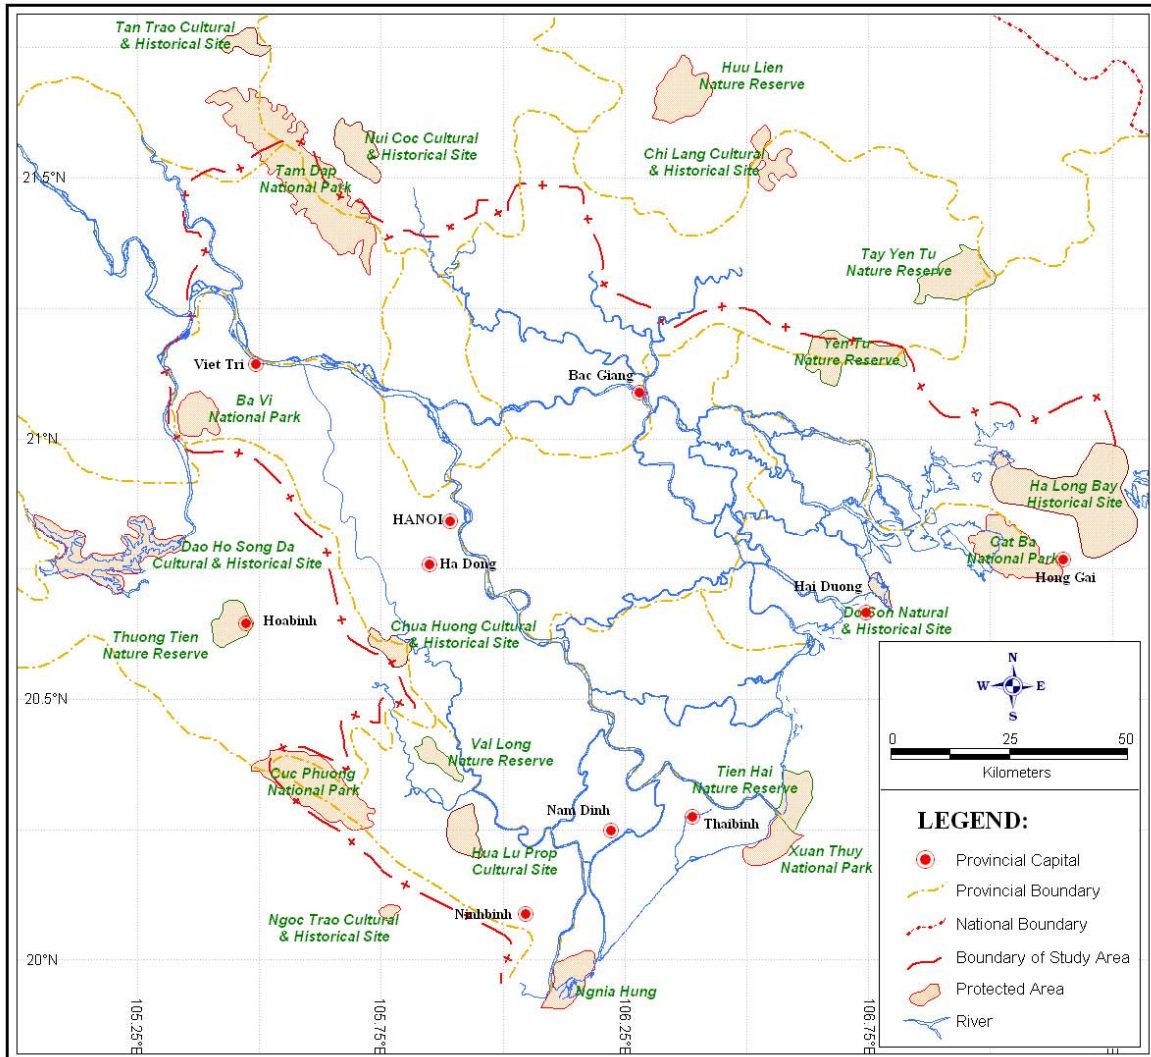 Tan Trao Cultural
& Historical Site
Huu Lien
Nature Reserve
Nui Coc Cultural
& Historical Site
Chi Lang Cultural
& Historical Site
21.5°N
Tam Dap
National Park
Tay Yen Tu
Nature Reserve
Yen Tu
Nature Reserve
Viet Tri
Bac Giang
Ba Vi
National Park
21°N
Ha Long Bay
Historical Site
HANOI
Dao Ho Song Da
Cultural & Historical Site
Ha Dong
Cat Ba
National Park
Hong Gai
Hai Duong
Do Son Natural
& Historical Site
Hoabinh
Thuong Tien
Nature Reserve
Chua Huong Cultural
& Historical Site
20.5°N
N
W E
S
0 25 50
Kilometers
Val Long
Nature Reserve
Cuc Phuong
National Park
Tien Hai
Nature Reserve
Nam Dinh
Thaibinh
Hua Lu Prop
Cultural Site
Xuan Thuy
National Park
Ngoc Trao Cultural
& Historical Site
Ninhbinh
20°N
Ngnia Hung
105.25°E
105.75°E
106.25°E
106.75°E
LEGEND:
Provincial Capital
Provincial Boundary
National Boundary
Boundary of Study Area
Protected Area
River